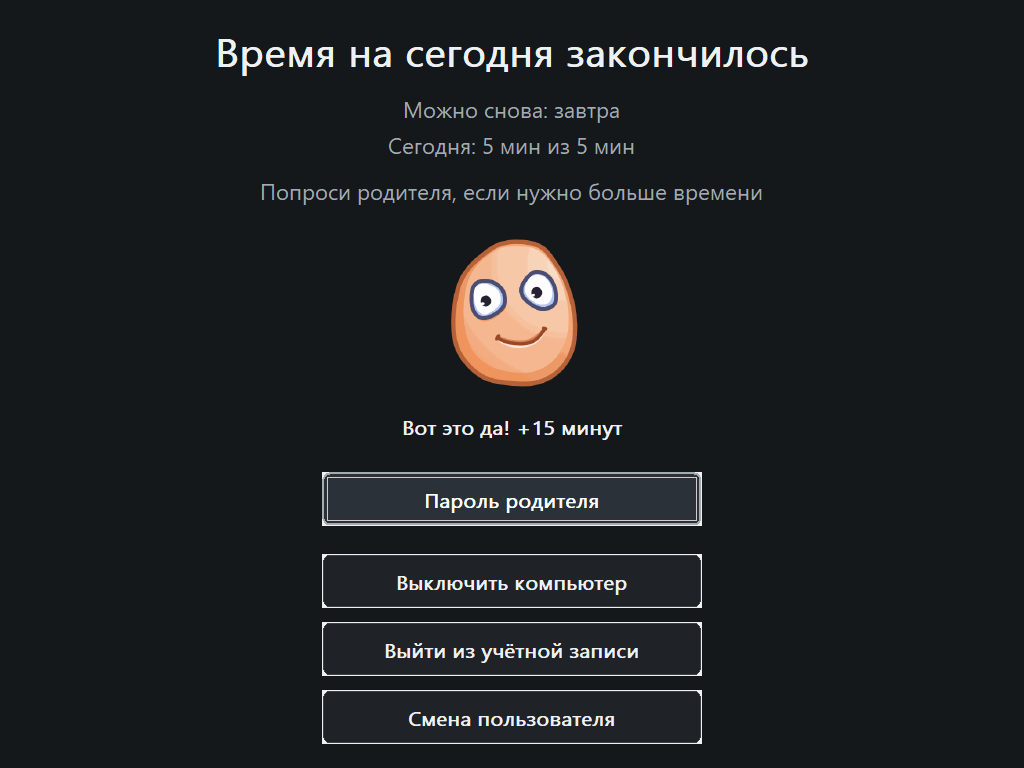 Время на сегодня закончилось
Можно снова: завтра
Сегодня: 5 мин из 5 мин
Попроси родителя, если нужно больше времени
Вот это да! +15 минут
Пароль родителя
Выключить компьютер
Выйти из учётной записи
Смена пользователя